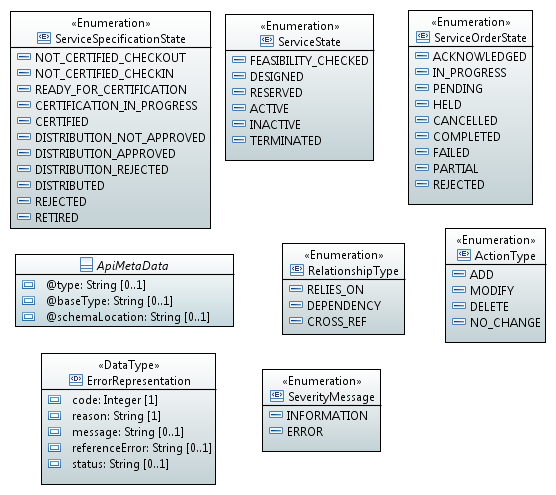 «Enumeration»
ServiceSpecificationState
NOT_CERTIFIED_CHECKOUT
NOT_CERTIFIED_CHECKIN
READY_FOR_CERTIFICATION
CERTIFICATION_IN_PROGRESS
CERTIFIED
DISTRIBUTION_NOT_APPROVED
DISTRIBUTION_APPROVED
DISTRIBUTION_REJECTED
DISTRIBUTED
REJECTED
RETIRED
«Enumeration»
ServiceState
FEASIBILITY_CHECKED
DESIGNED
RESERVED
ACTIVE
INACTIVE
TERMINATED
«Enumeration»
ServiceOrderState
ACKNOWLEDGED
IN_PROGRESS
PENDING
HELD
CANCELLED
COMPLETED
FAILED
PARTIAL
REJECTED
ApiMetaData
@type: String [0..1]
@baseType: String [0..1]
@schemaLocation: String [0..1]
«Enumeration»
RelationshipType
RELIES_ON
DEPENDENCY
CROSS_REF
«Enumeration»
ActionType
ADD
MODIFY
DELETE
NO_CHANGE
«DataType»
ErrorRepresentation
code: Integer [1]
reason: String [1]
message: String [0..1]
referenceError: String [0..1]
status: String [0..1]
«Enumeration»
SeverityMessage
INFORMATION
ERROR